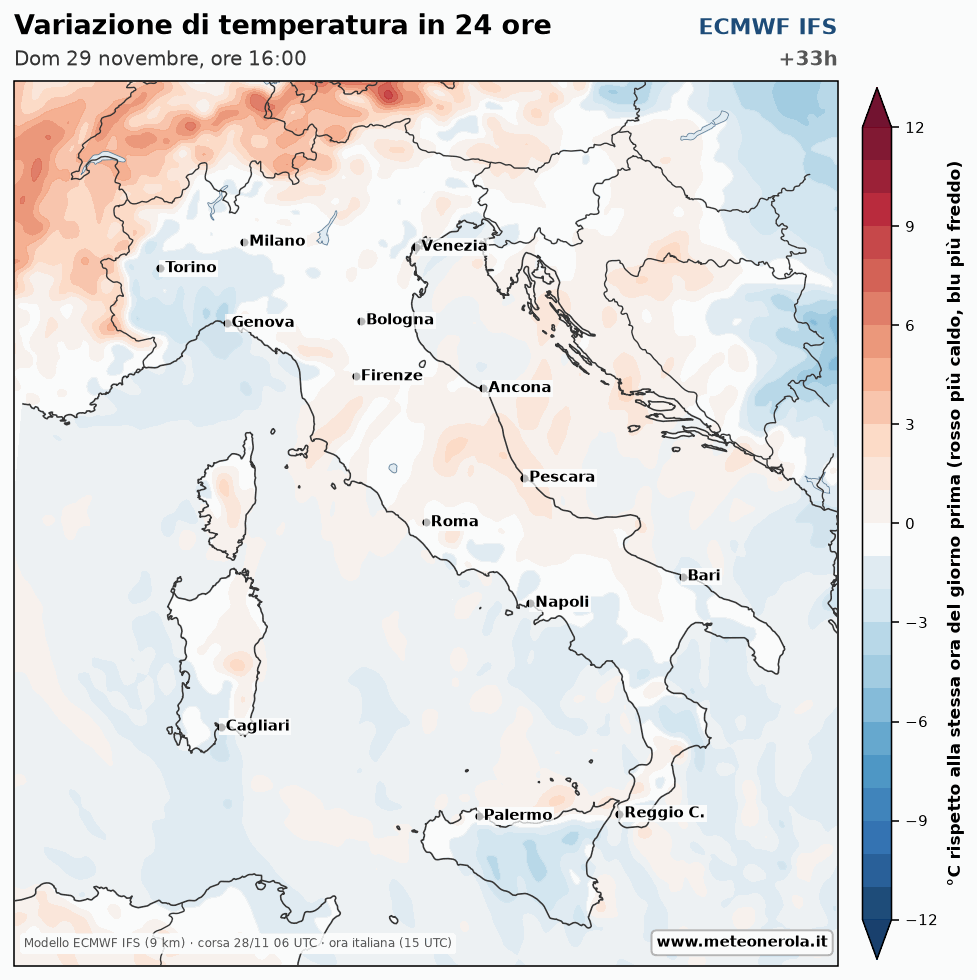 Variazione di temperatura in 24 ore
ECMWF IFS
Dom 29 novembre, ore 16:00
+33h
Milano
Venezia
Torino
Genova
Bologna
Firenze
Ancona
Pescara
Roma
Bari
Napoli
Cagliari
Palermo
Reggio C.
12
9
6
3
0
−3
−6
−9
−12
°C rispetto alla stessa ora del giorno prima (rosso più caldo, blu più freddo)
Modello ECMWF IFS (9 km) · corsa 28/11 06 UTC · ora italiana (15 UTC)
www.meteonerola.it